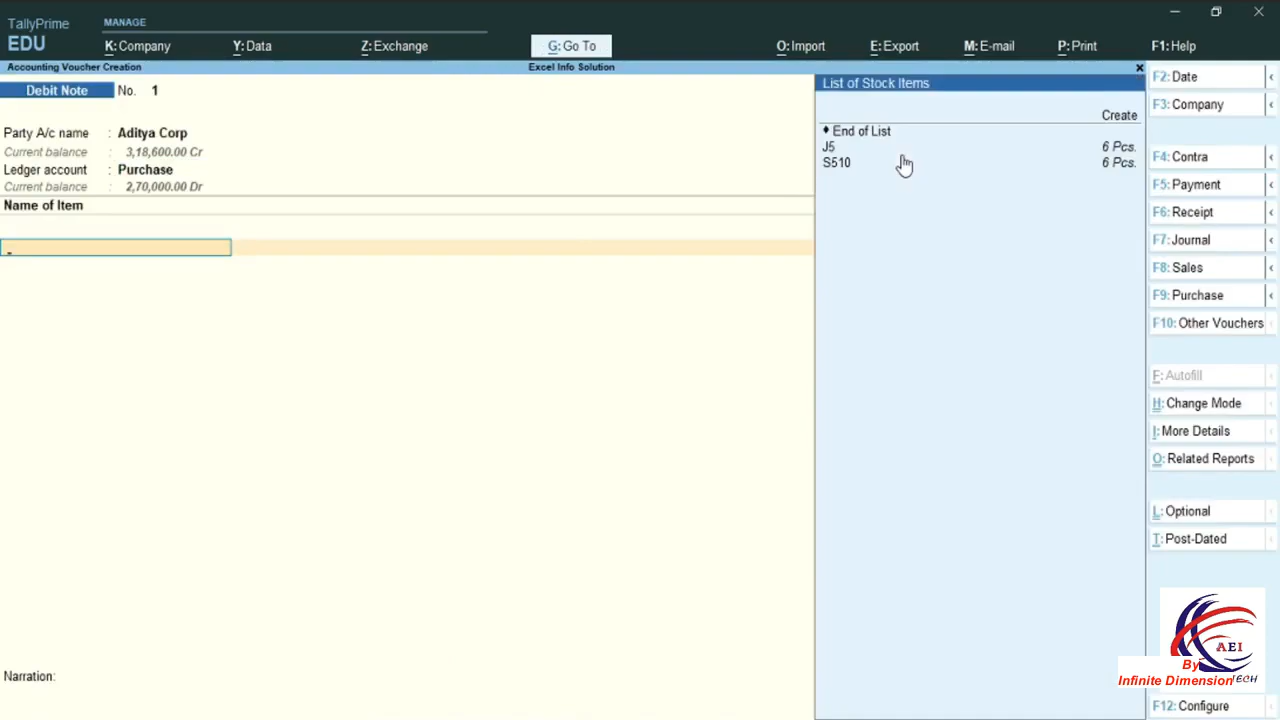 TallyPrime
EDU
MANAGE
K: Company
Y: Data
Z: Exchange
G: Go To
O: Import
E: Export
M: E-mail
P: Print
F1: Help
Accounting Voucher Creation
Excel Info Solution
Debit Note
No. 1
Party A/c name : Aditya Corp
Current balance : 3,18,600.00 Cr
Ledger account : Purchase
Current balance : 2,70,000.00 Dr
Name of Item
Narration:
List of Stock Items
Create
♦ End of List
J5 6 Pcs.
S510 6 Pcs.
F2: Date
F3: Company
F4: Contra
F5: Payment
F6: Receipt
F7: Journal
F8: Sales
F9: Purchase
F10: Other Vouchers
F: Autofill
H: Change Mode
I: More Details
O: Related Reports
L: Optional
T: Post-Dated
AEI
By
Infinite Dimension
TECH
F12: Configure